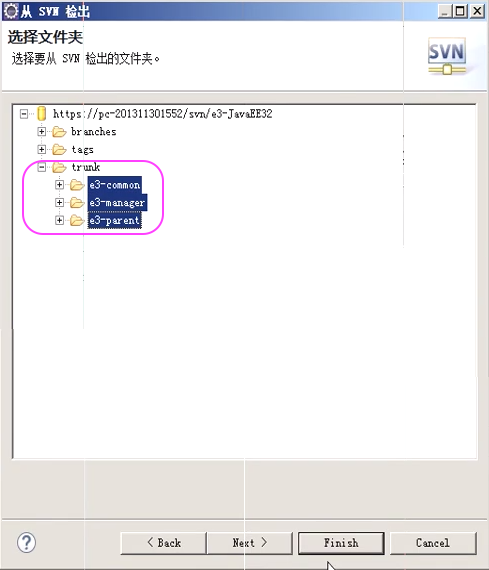 从 SVN 检出
选择文件夹
选择要从 SVN 检出的文件夹。
SVN
https://pc-201311301552/svn/e3-JavaEE32
branches
tags
trunk
e3-common
e3-manager
e3-parent
?
< Back
Next >
Finish
Cancel